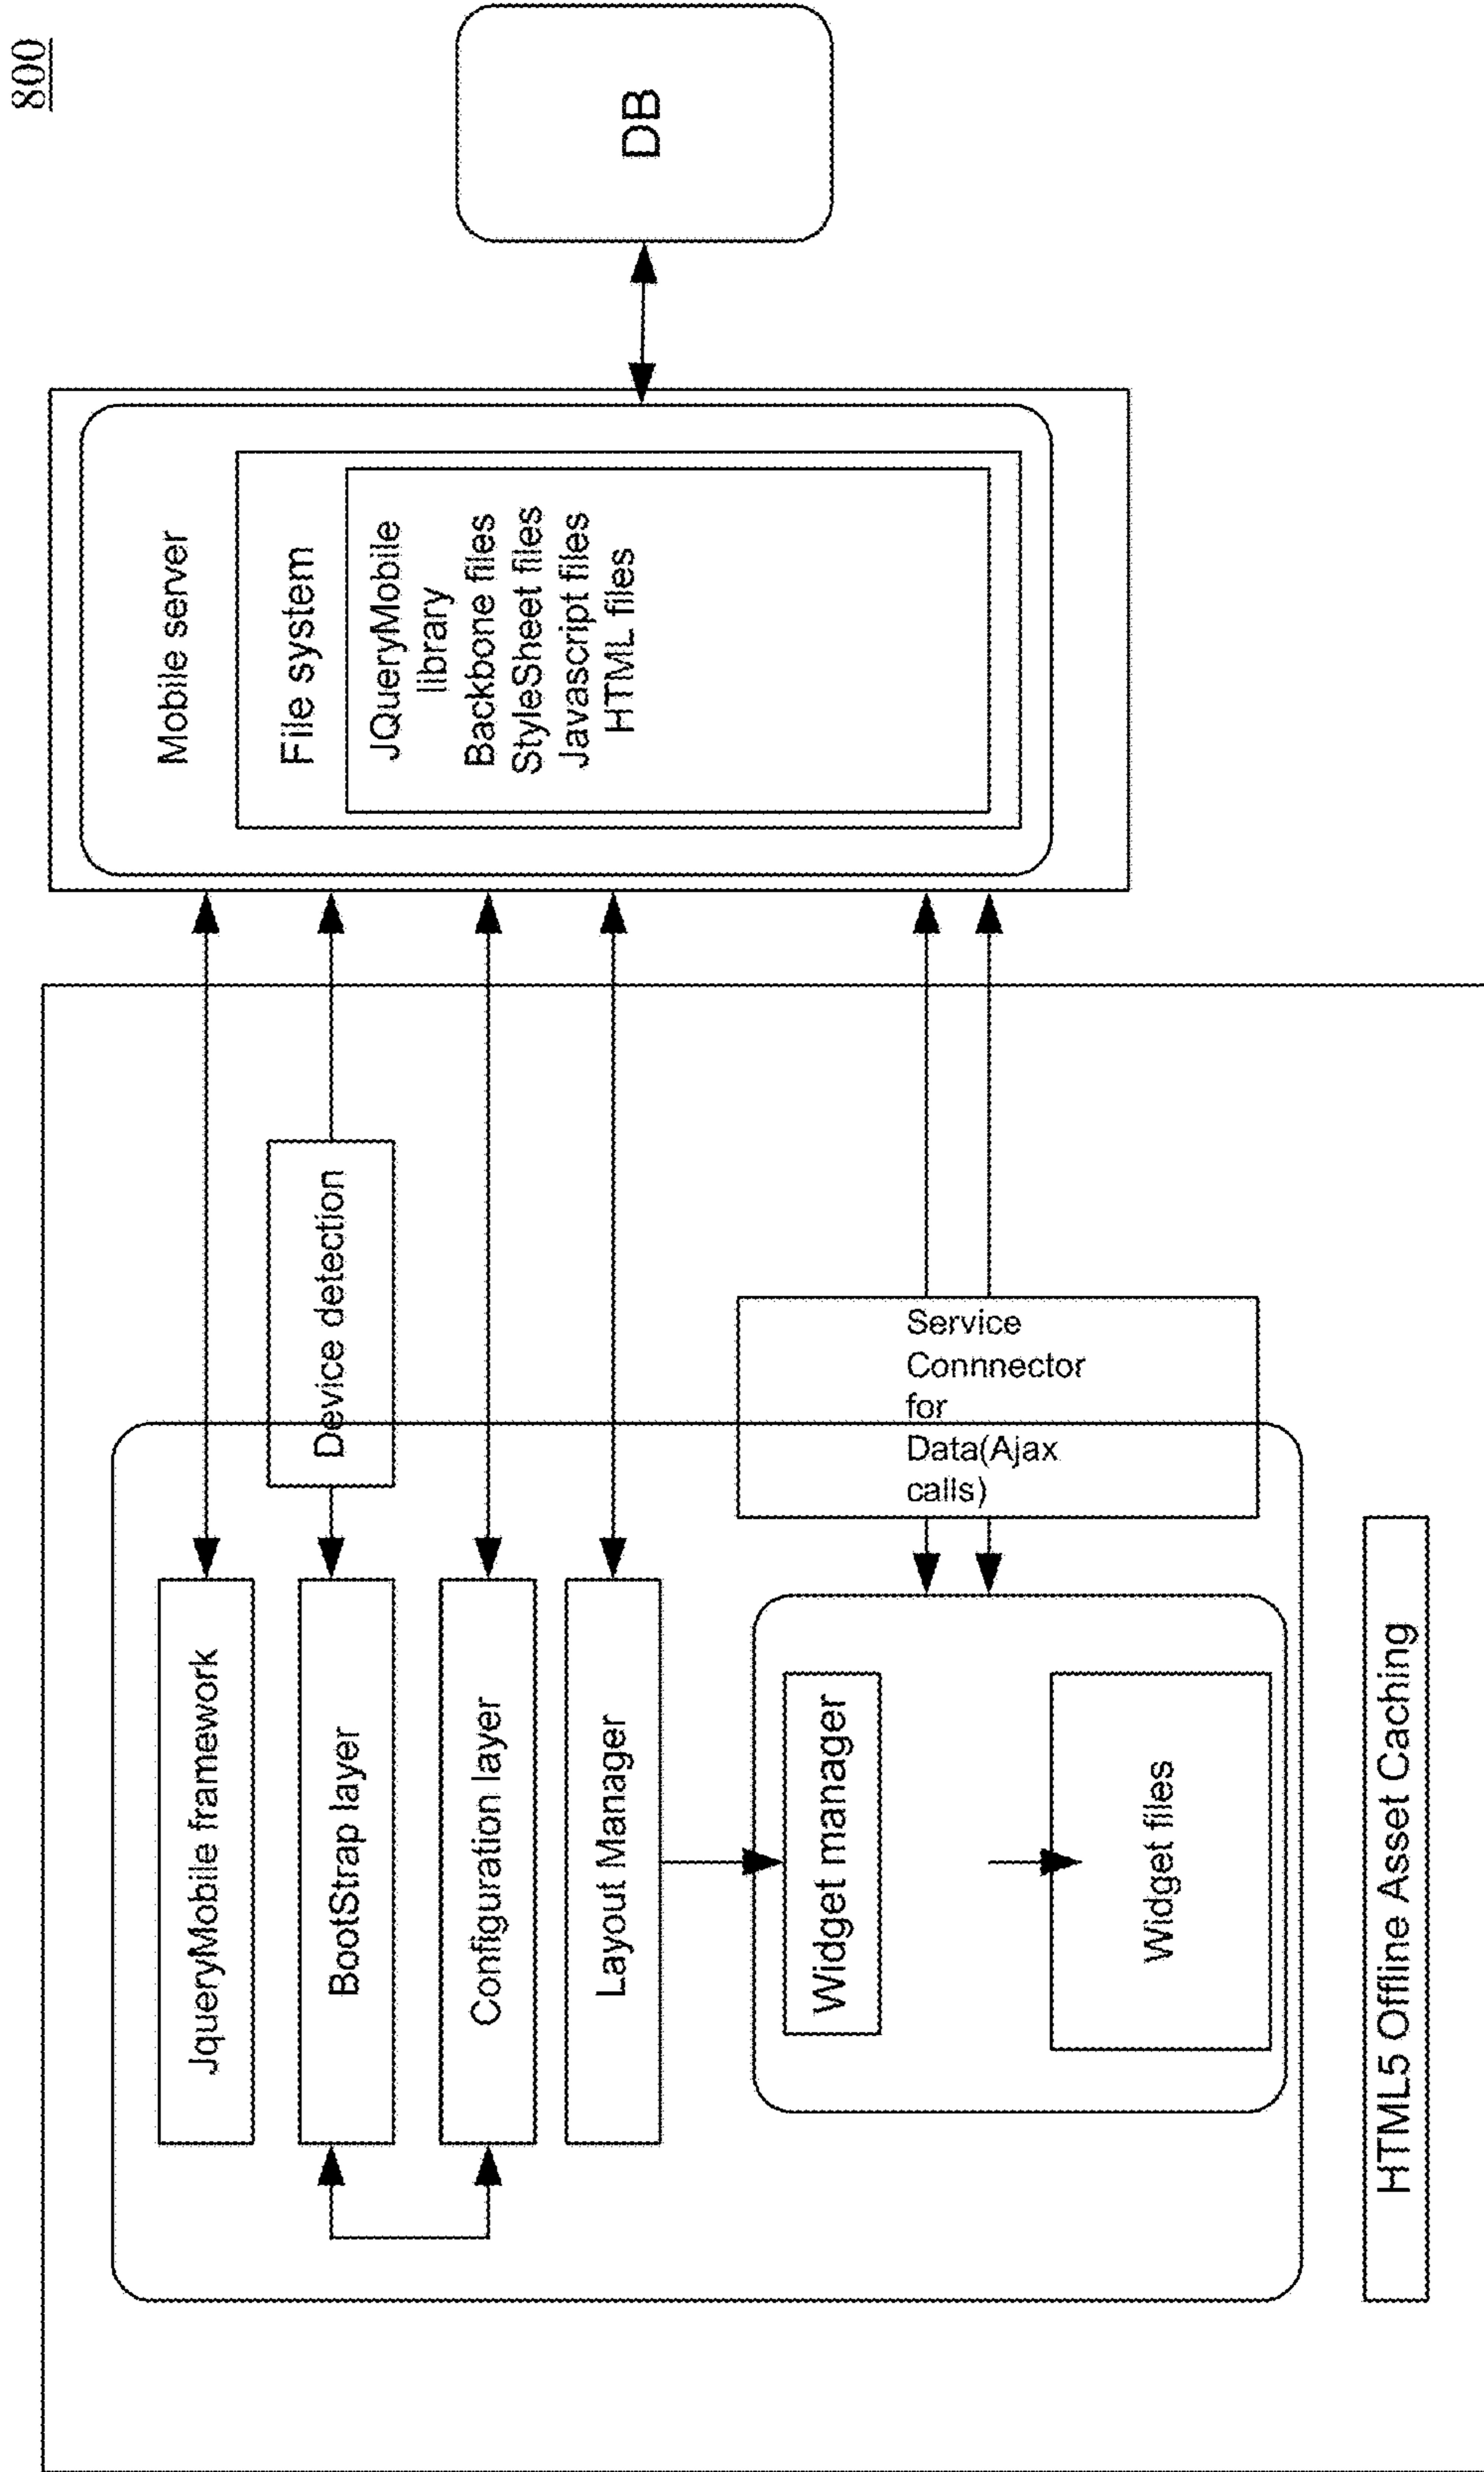 800
JqueryMobile framework
BootStrap layer
Configuration layer
Layout Manager
Widget manager
Widget files
HTML5 Offline Asset Caching
Device detection
Service
Connnector
for
Data(Ajax
calls)
Mobile server
File system
JQueryMobile
library
Backbone files
StyleSheet files
Javascript files
HTML files
DB